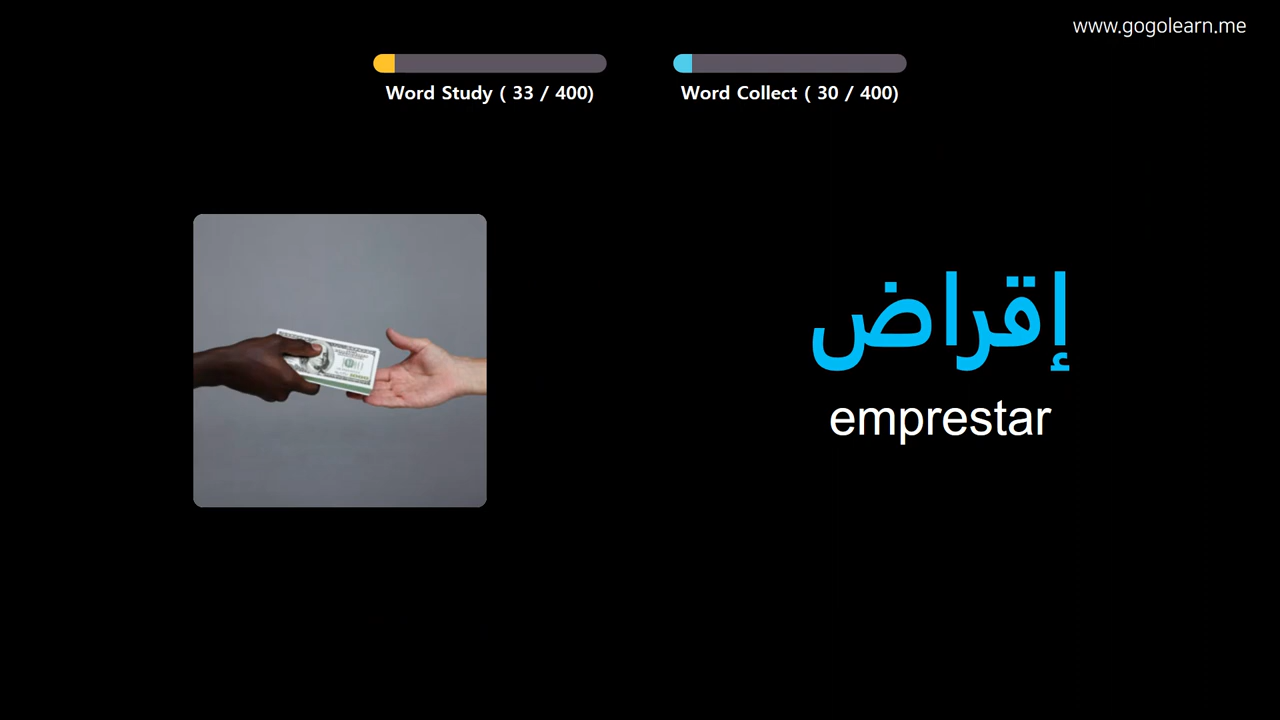 www.gogolearn.me
Word Study ( 33 / 400)
Word Collect ( 30 / 400)
إقراض
emprestar